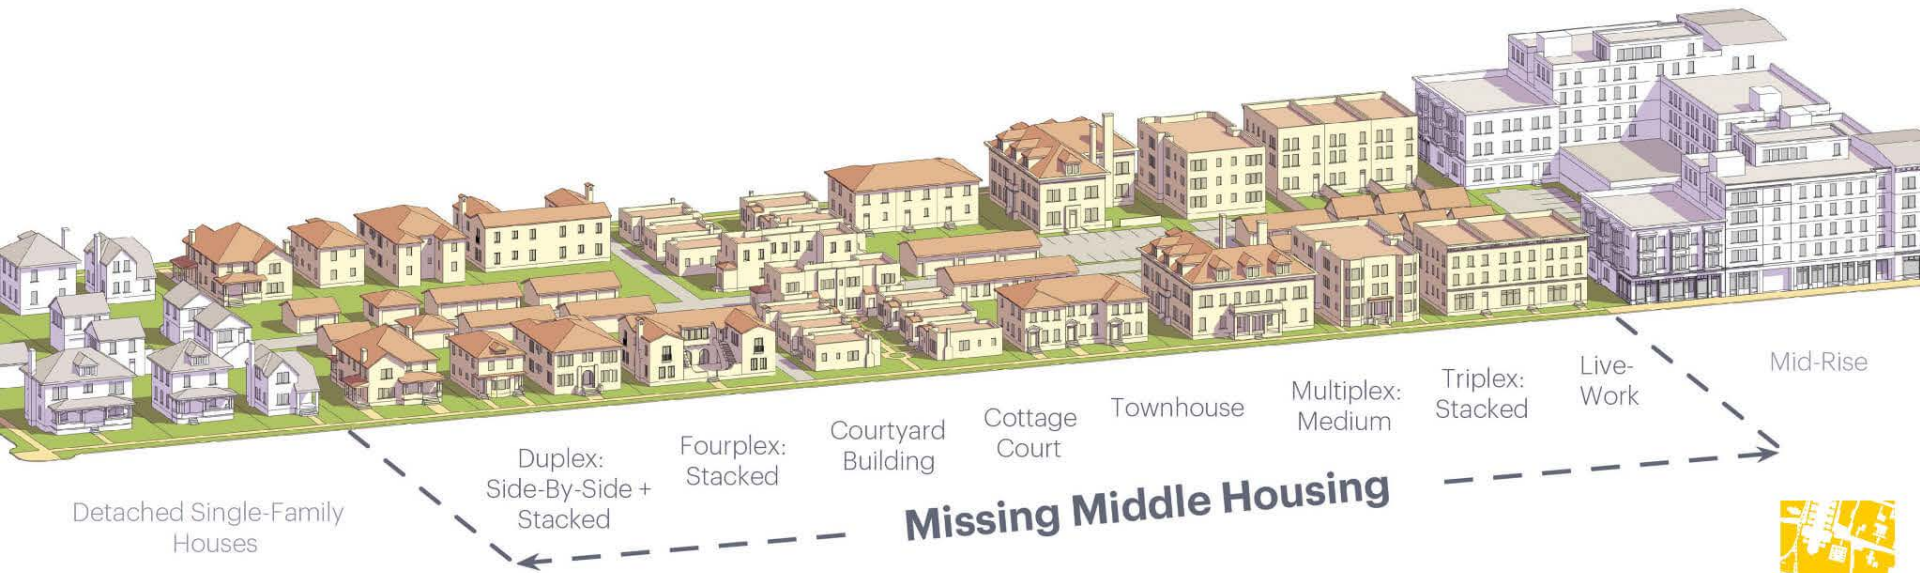 Detached Single-Family
Houses
Duplex:
Side-By-Side +
Stacked
Fourplex:
Stacked
Courtyard
Building
Cottage
Court
Townhouse
Multiplex:
Medium
Triplex:
Stacked
Live-
Work
Mid-Rise
Missing Middle Housing